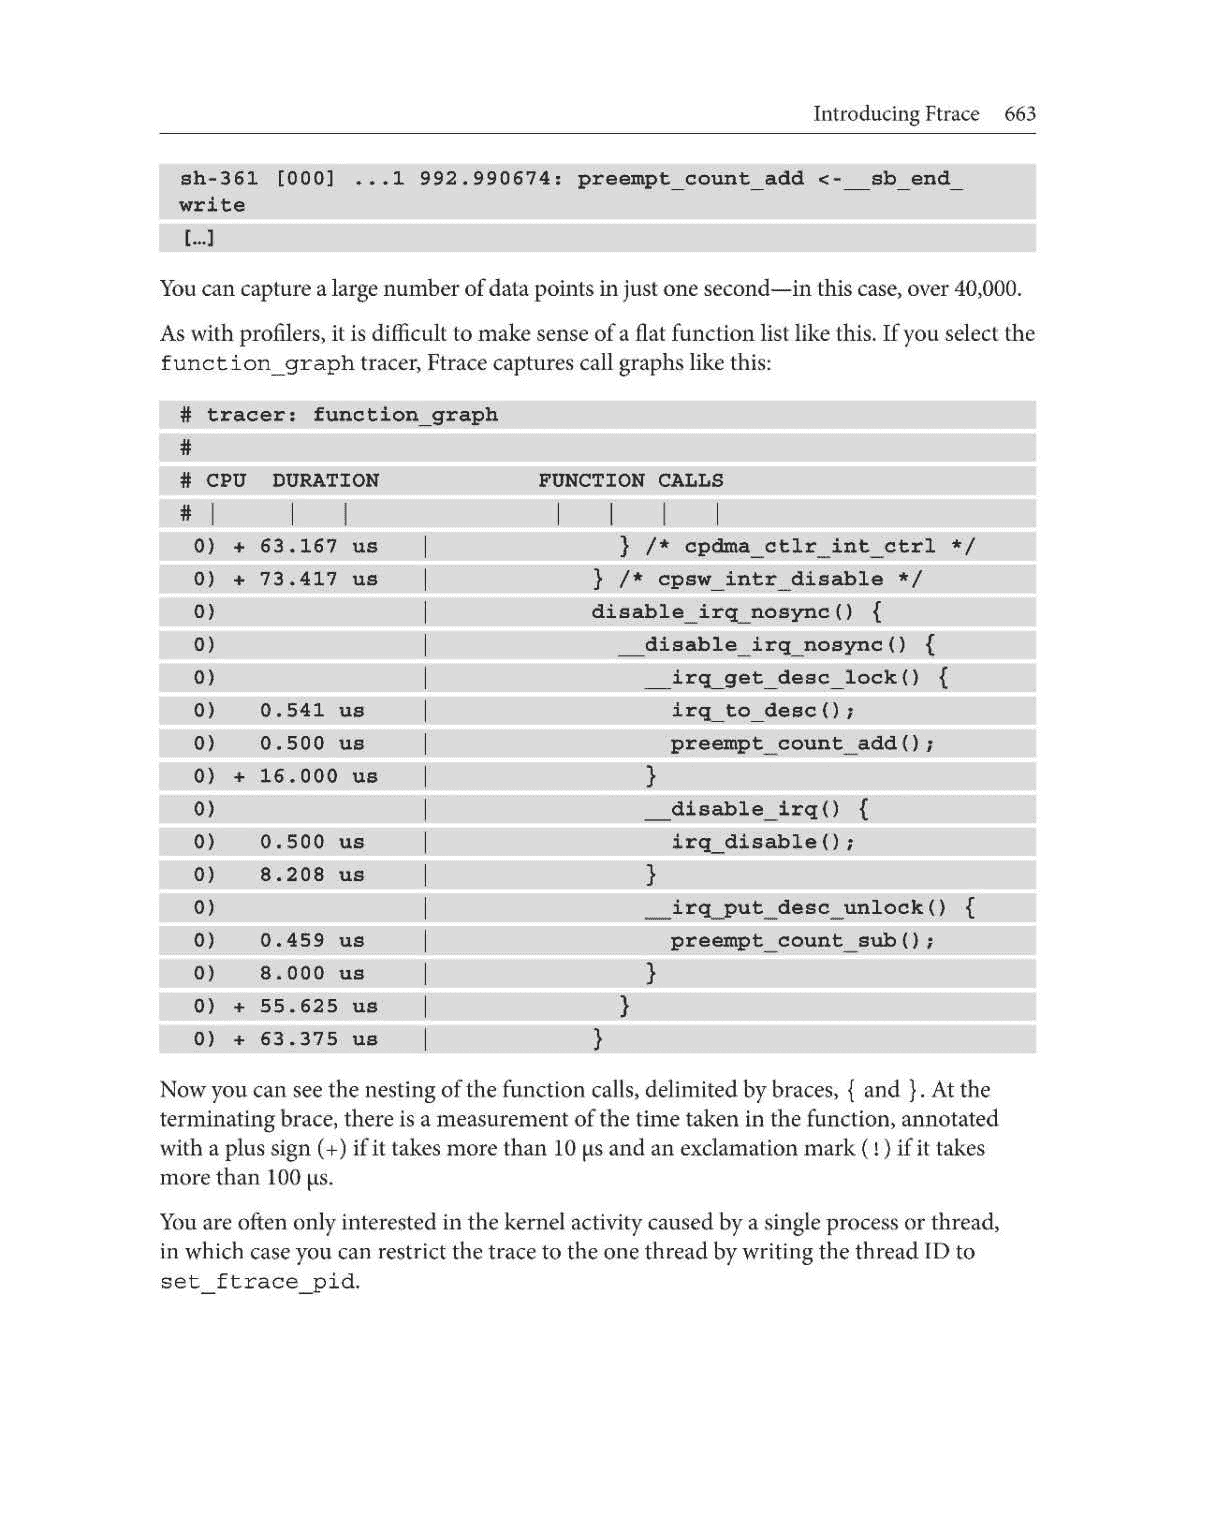 Introducing Ftrace 663
sh-361 [000] ...1 992.990674: preempt_count_add <-__sb_end_
write
[…]
You can capture a large number of data points in just one second—in this case, over 40,000.
As with profilers, it is difficult to make sense of a flat function list like this. If you select the
function_graph tracer, Ftrace captures call graphs like this:
# tracer: function_graph
#
# CPU  DURATION            FUNCTION CALLS
# |     |   |                |   |   |   |
 0) + 63.167 us   |              } /* cpdma_ctlr_int_ctrl */
 0) + 73.417 us   |            } /* cpsw_intr_disable */
 0)               |            disable_irq_nosync() {
 0)               |              __disable_irq_nosync() {
 0)               |                __irq_get_desc_lock() {
 0)   0.541 us    |                  irq_to_desc();
 0)   0.500 us    |                  preempt_count_add();
 0) + 16.000 us   |                }
 0)               |                __disable_irq() {
 0)   0.500 us    |                  irq_disable();
 0)   8.208 us    |                }
 0)               |                __irq_put_desc_unlock() {
 0)   0.459 us    |                  preempt_count_sub();
 0)   8.000 us    |                }
 0) + 55.625 us   |              }
 0) + 63.375 us   |            }
Now you can see the nesting of the function calls, delimited by braces, { and }. At the
terminating brace, there is a measurement of the time taken in the function, annotated
with a plus sign (+) if it takes more than 10 µs and an exclamation mark (!) if it takes
more than 100 µs.
You are often only interested in the kernel activity caused by a single process or thread,
in which case you can restrict the trace to the one thread by writing the thread ID to
set_ftrace_pid.